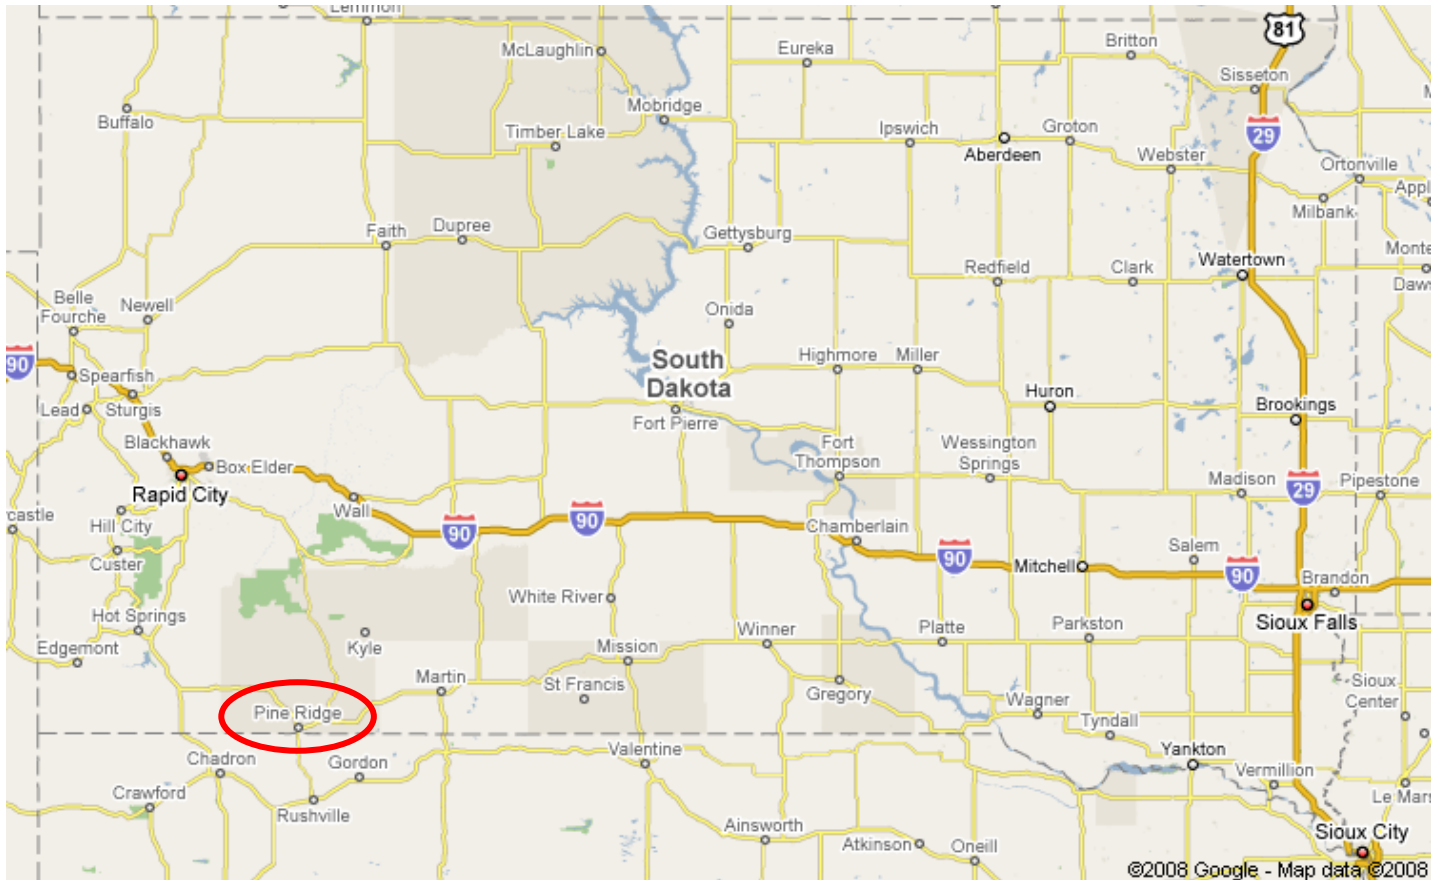 Lemmon
McLaughlin
Eureka
Britton
81
Sisseton
Buffalo
Mobridge
Timber Lake
Ipswich
Aberdeen
Groton
Webster
29
Ortonville
Appl
Milbank
Faith
Dupree
Gettysburg
Redfield
Clark
Watertown
Monte
Daws
Belle
Fourche
Newell
Onida
90
Spearfish
South
Dakota
Highmore
Miller
Lead
Sturgis
Fort Pierre
Huron
Brookings
Blackhawk
Box Elder
Rapid City
Fort
Thompson
Wessington
Springs
Madison
29
Pipestone
rcastle
Hill City
Wall
90
90
Chamberlain
Custer
90
Mitchell
Salem
90
Brandon
Hot Springs
White River
Sioux Falls
Edgemont
Kyle
Mission
Winner
Platte
Parkston
Martin
St Francis
Gregory
Wagner
Sioux
Center
Pine Ridge
Tyndall
Chadron
Gordon
Valentine
Yankton
Vermillion
Crawford
Rushville
Le Mars
Ainsworth
Atkinson
Oneill
Sioux City
©2008 Google - Map data ©2008